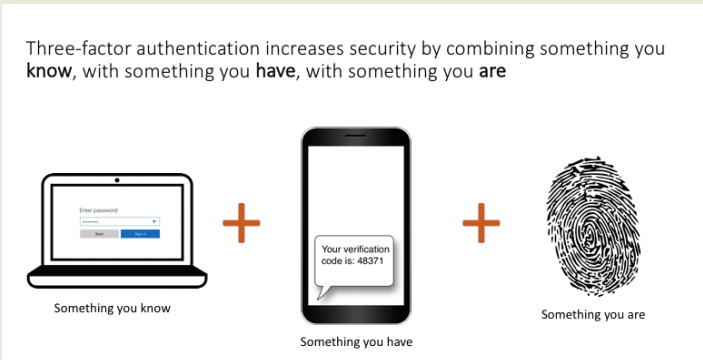 Three-factor authentication increases security by combining something you
know, with something you have, with something you are
Enter password
Back
Sign in
Something you know
Your verification
code is: 48371
Something you have
Something you are